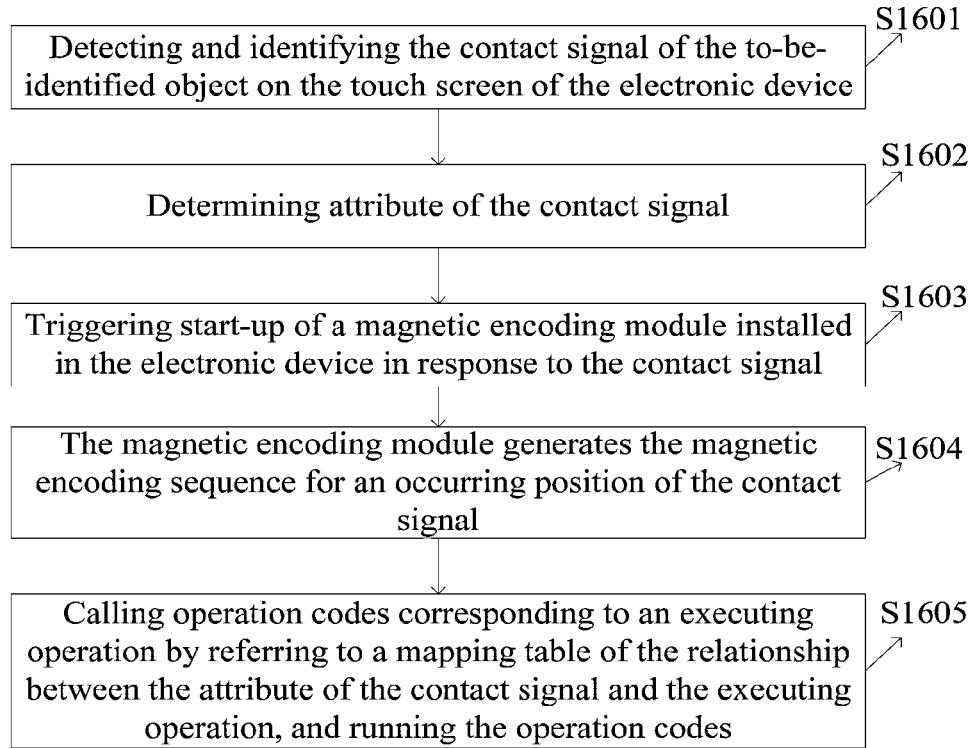 S1601
Detecting and identifying the contact signal of the to-be-
identified object on the touch screen of the electronic device
S1602
Determining attribute of the contact signal
S1603
Triggering start-up of a magnetic encoding module installed
in the electronic device in response to the contact signal
The magnetic encoding module generates the magnetic
encoding sequence for an occurring position of the contact
signal
S1604
Calling operation codes corresponding to an executing
operation by referring to a mapping table of the relationship
between the attribute of the contact signal and the executing
operation, and running the operation codes
S1605